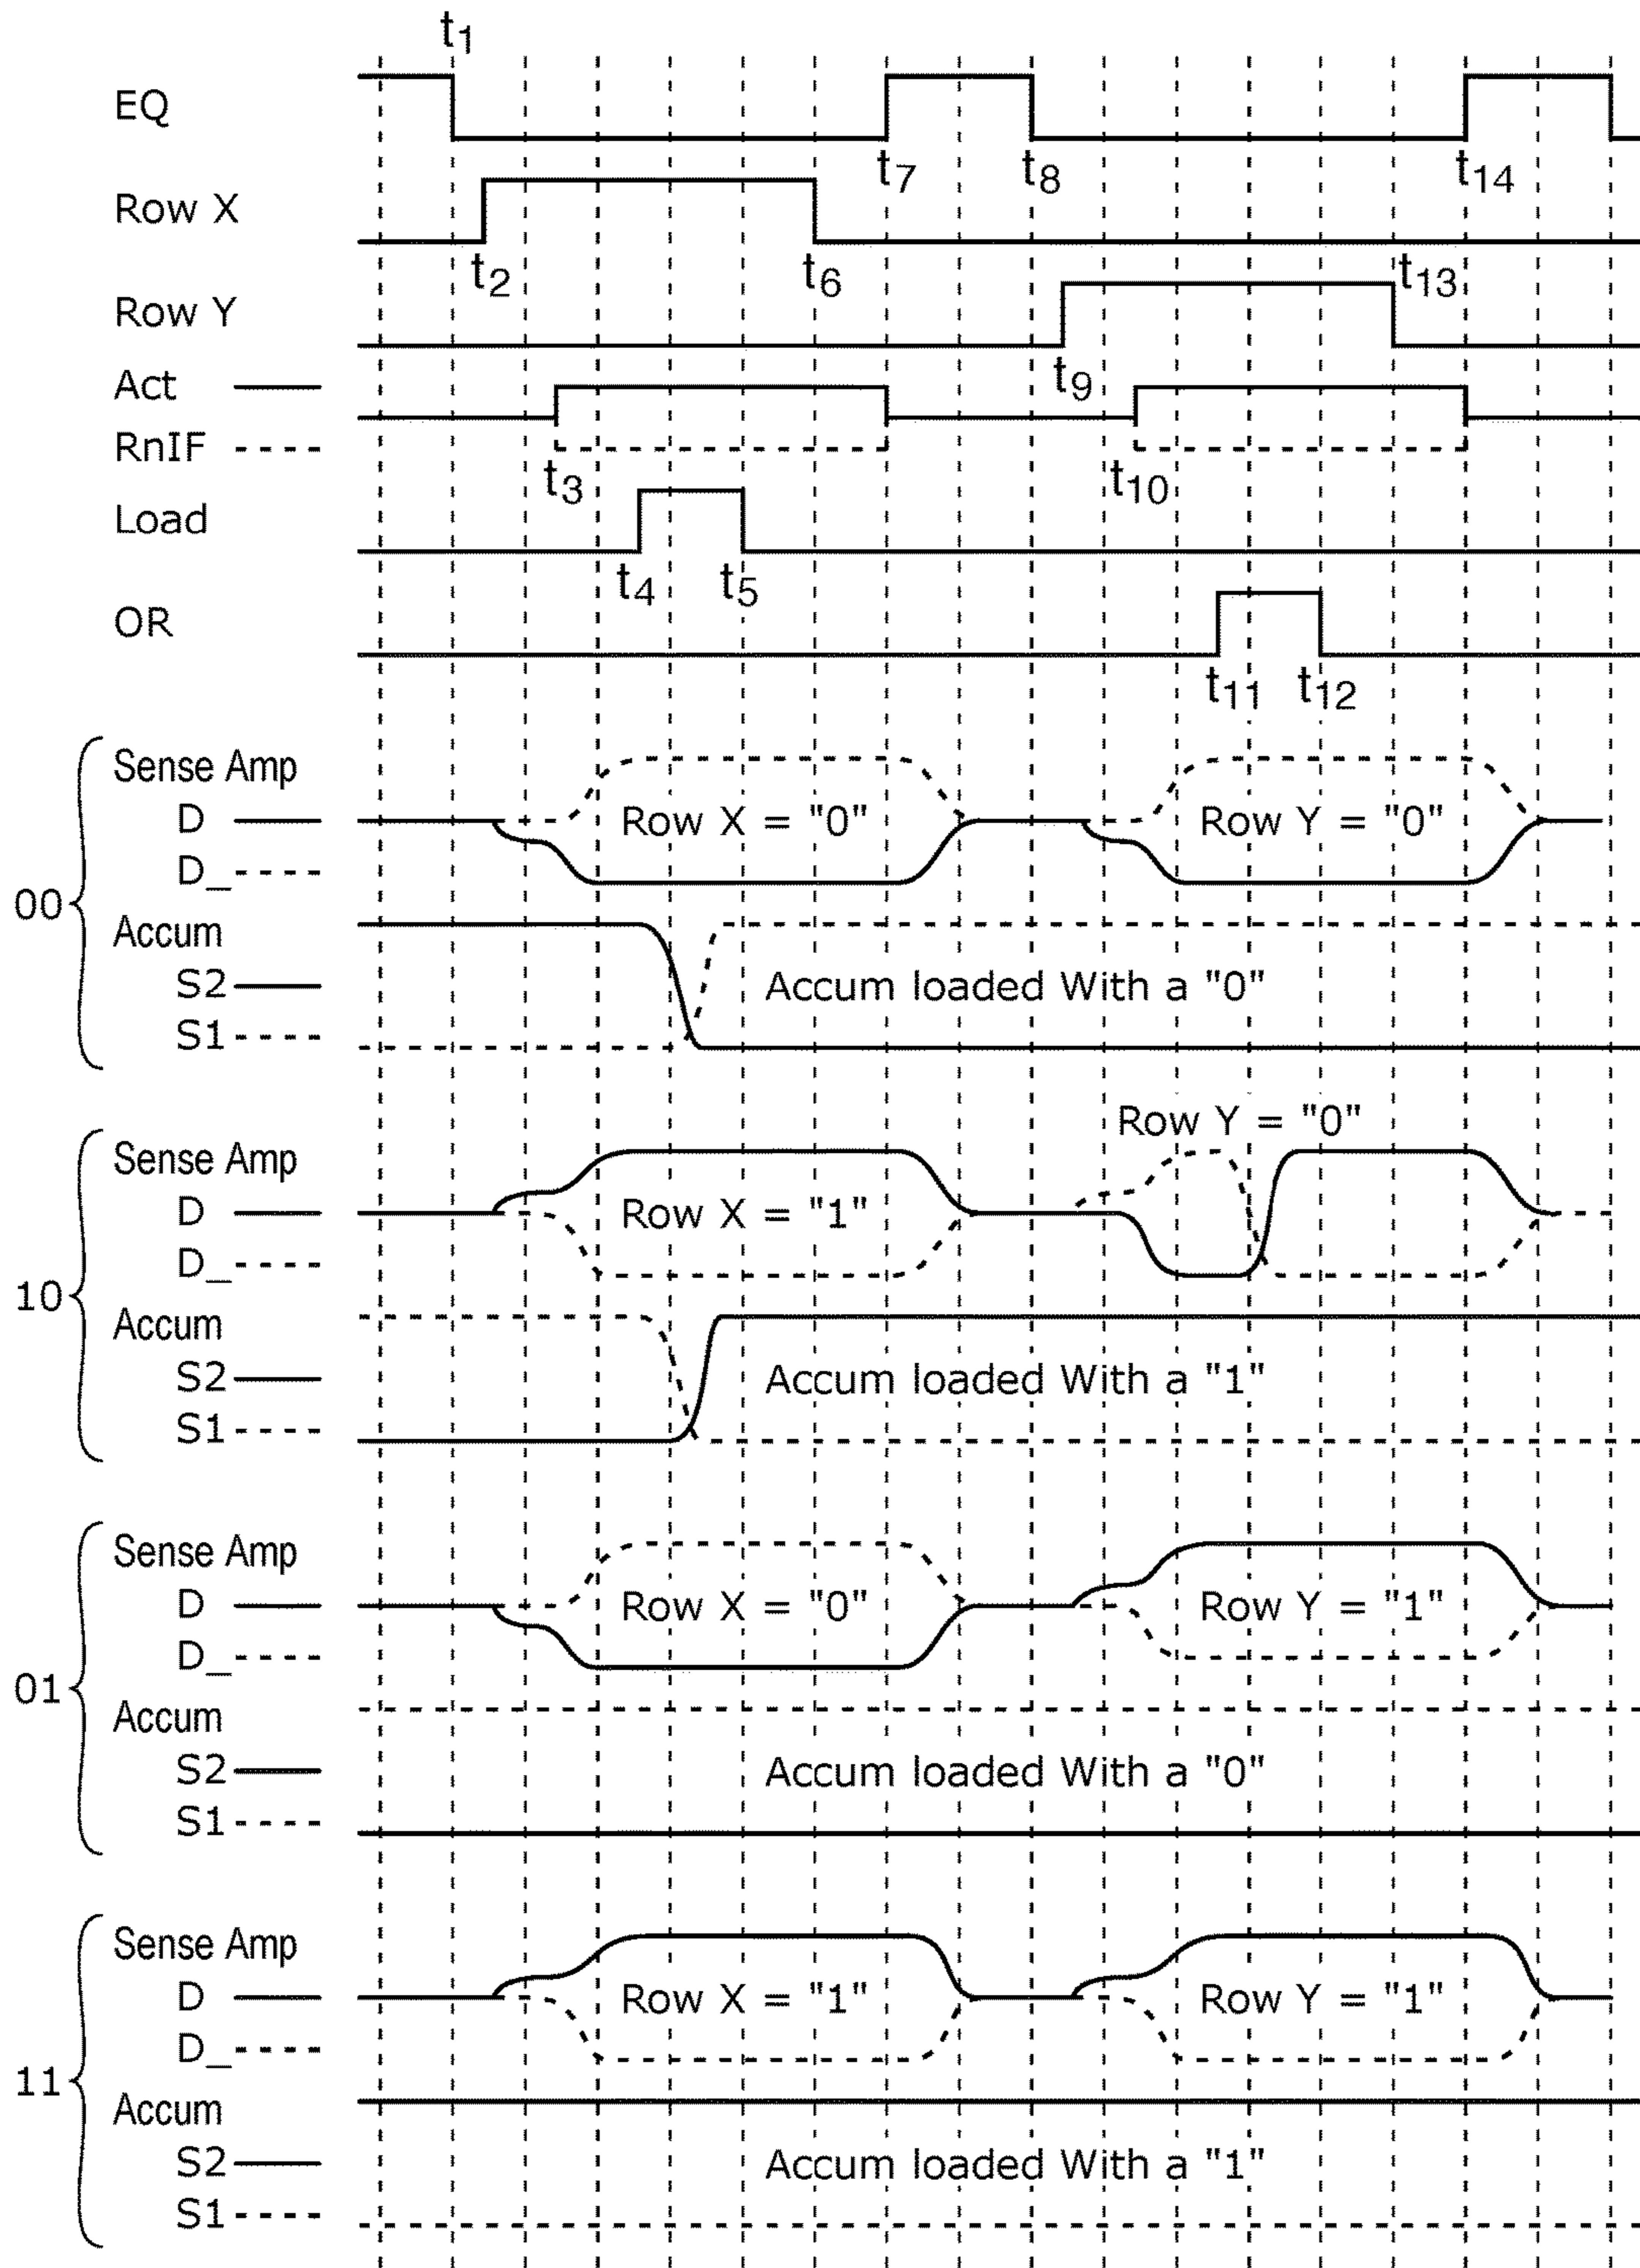 t1
EQ
t7 t8 t14
Row X
t2 t6 t13
Row Y
t9
Act
RnIF
t3 t10
Load
t4 t5
OR
t11 t12
00
Sense Amp
D Row X = "0" Row Y = "0"
D_
Accum
S2 Accum loaded With a "0"
S1
Row Y = "0"
10
Sense Amp
D Row X = "1"
D_
Accum
S2 Accum loaded With a "1"
S1
01
Sense Amp
D Row X = "0" Row Y = "1"
D_
Accum
S2 Accum loaded With a "0"
S1
11
Sense Amp
D Row X = "1" Row Y = "1"
D_
Accum
S2 Accum loaded With a "1"
S1